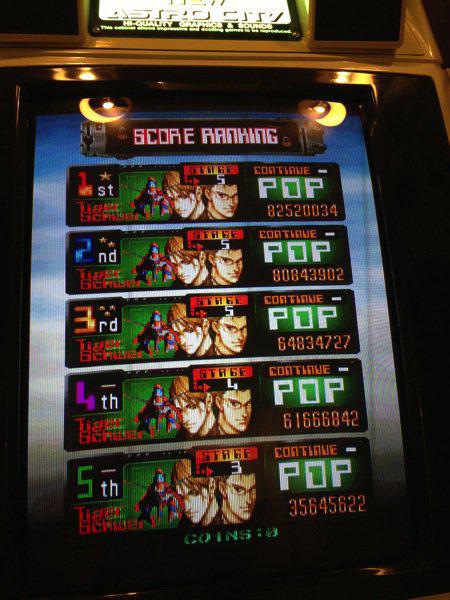 NEW
ASTRO CITY
HI-QUALITY GRAPHICS & SOUNDS
This cabinet allows impressive and exciting games to be reproduced.
SCORE RANKING
1st
STAGE
5
CONTINUE -
POP
82520034
Tiger
Schwert
2nd
STAGE
5
CONTINUE -
POP
80843902
Tiger
Schwert
3rd
STAGE
5
CONTINUE -
POP
64834727
Tiger
Schwert
4th
STAGE
4
CONTINUE -
POP
61666842
Tiger
Schwert
5th
STAGE
3
CONTINUE -
POP
35645622
Tiger
Schwert
COINS:0